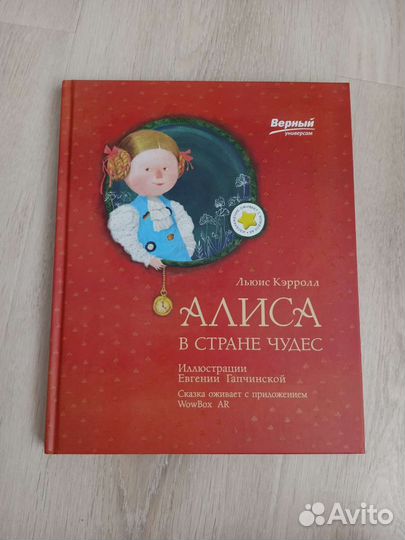 Верный
универсам
Льюис Кэрролл
АЛИСА
В СТРАНЕ ЧУДЕС
Иллюстрации
Евгении Гапчинской
Сказка оживает с приложением
WowBox AR
Avito